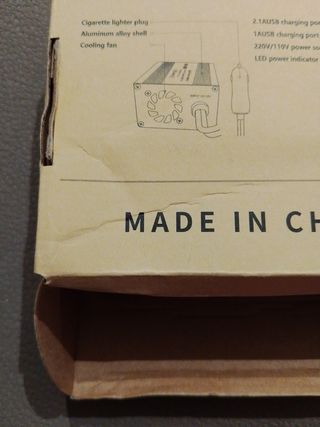 Cigarette lighter plug
Aluminum alloy shell
Cooling fan
2.1AUSB charging por
1AUSB charging port
220V/110V power so
LED power indicator
MADE IN CH